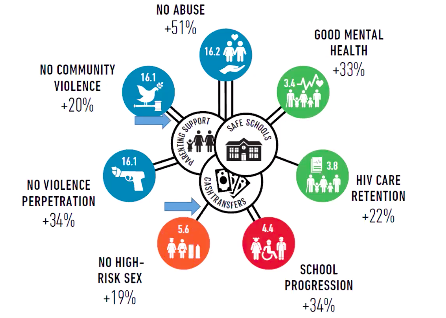 NO ABUSE
+51%
16.2
GOOD MENTAL
HEALTH
+33%
3.4
NO COMMUNITY
VIOLENCE
+20%
16.1
PARENTING SUPPORT
SAFE SCHOOLS
CASH TRANSFERS
16.1
NO VIOLENCE
PERPETRATION
+34%
3.8
HIV CARE
RETENTION
+22%
5.6
NO HIGH-
RISK SEX
+19%
4.4
SCHOOL
PROGRESSION
+34%